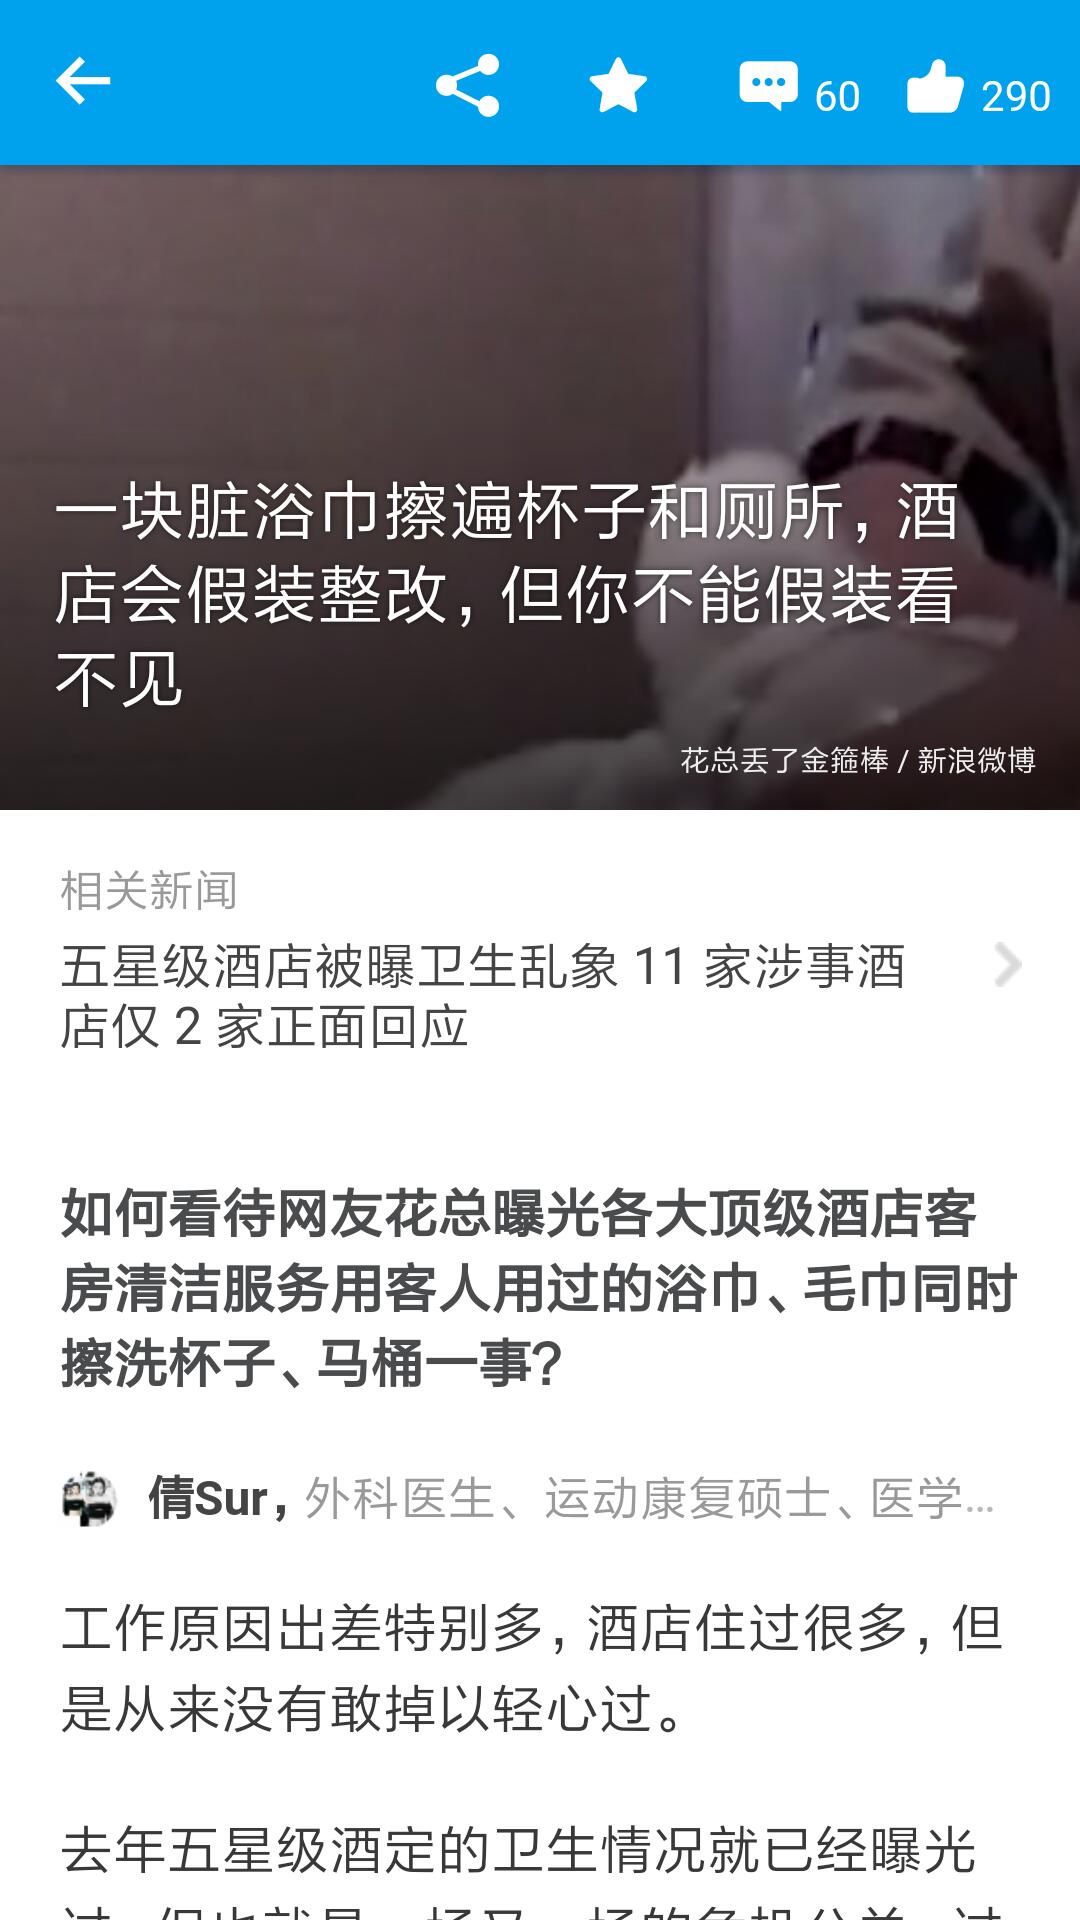 60
290
一块脏浴巾擦遍杯子和厕所，酒
店会假装整改，但你不能假装看
不见
花总丢了金箍棒 / 新浪微博
相关新闻
五星级酒店被曝卫生乱象 11 家涉事酒
店仅 2 家正面回应
如何看待网友花总曝光各大顶级酒店客
房清洁服务用客人用过的浴巾、毛巾同时
擦洗杯子、马桶一事？
倩Sur，外科医生、运动康复硕士、医学...
工作原因出差特别多，酒店住过很多，但
是从来没有敢掉以轻心过。
去年五星级酒定的卫生情况就已经曝光